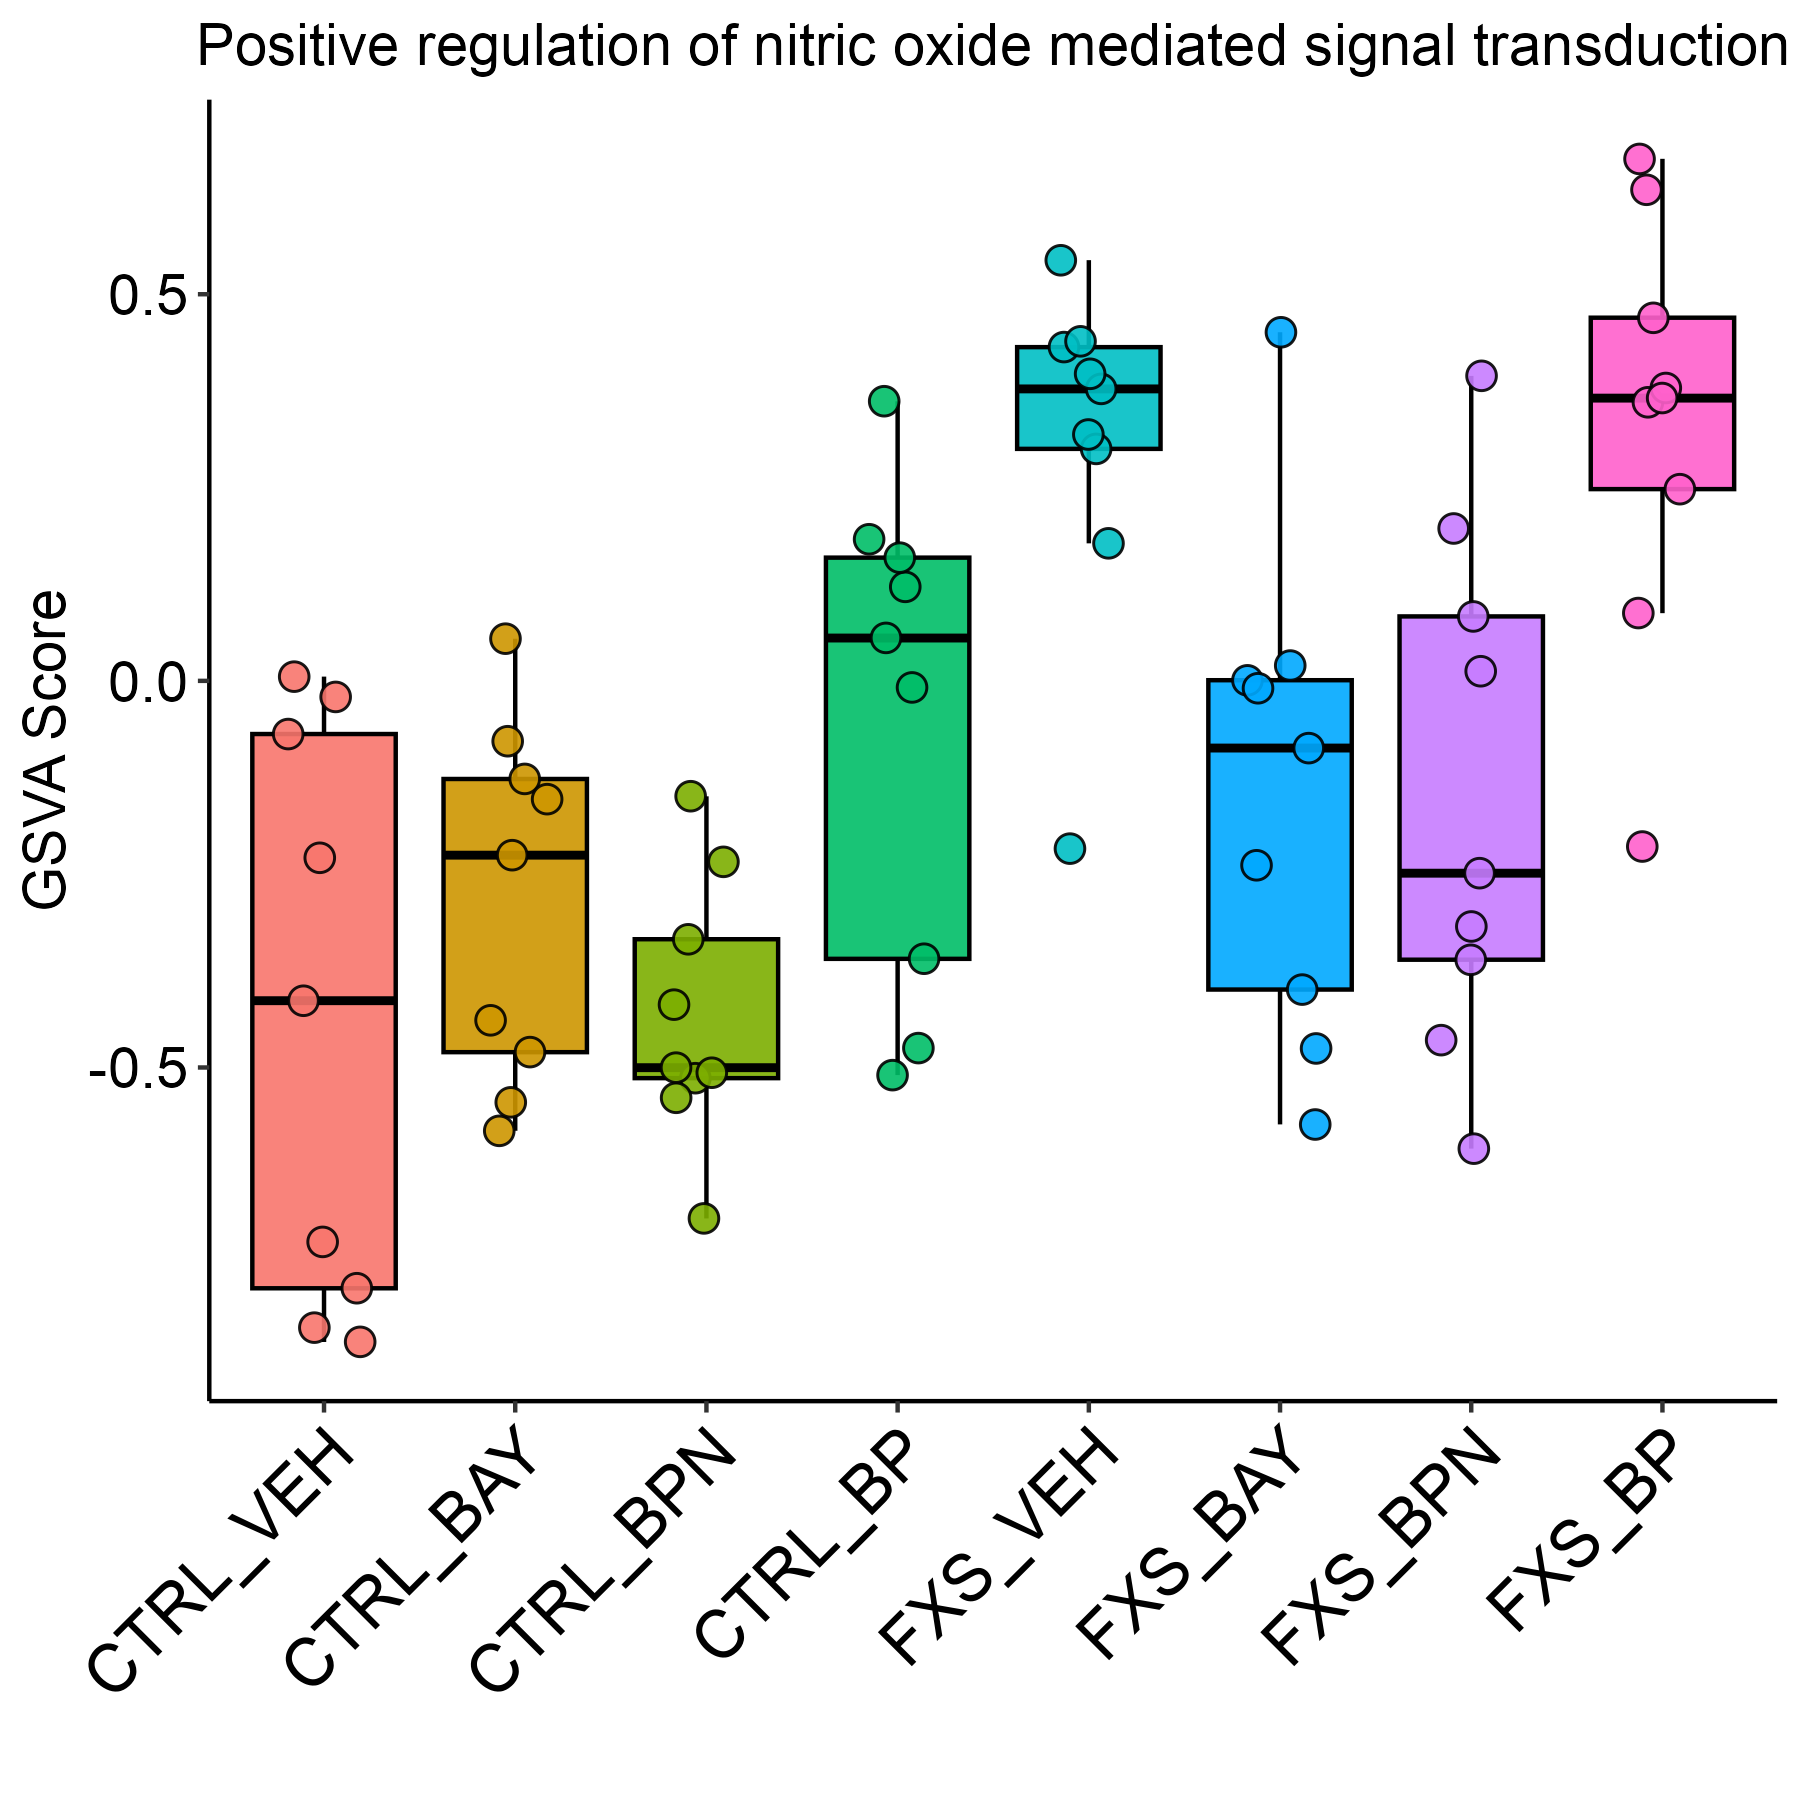 Positive regulation of nitric oxide mediated signal transduction
GSVA Score
0.5
0.0
-0.5
CTRL_VEH
CTRL_BAY
CTRL_BPN
CTRL_BP
FXS_VEH
FXS_BAY
FXS_BPN
FXS_BP